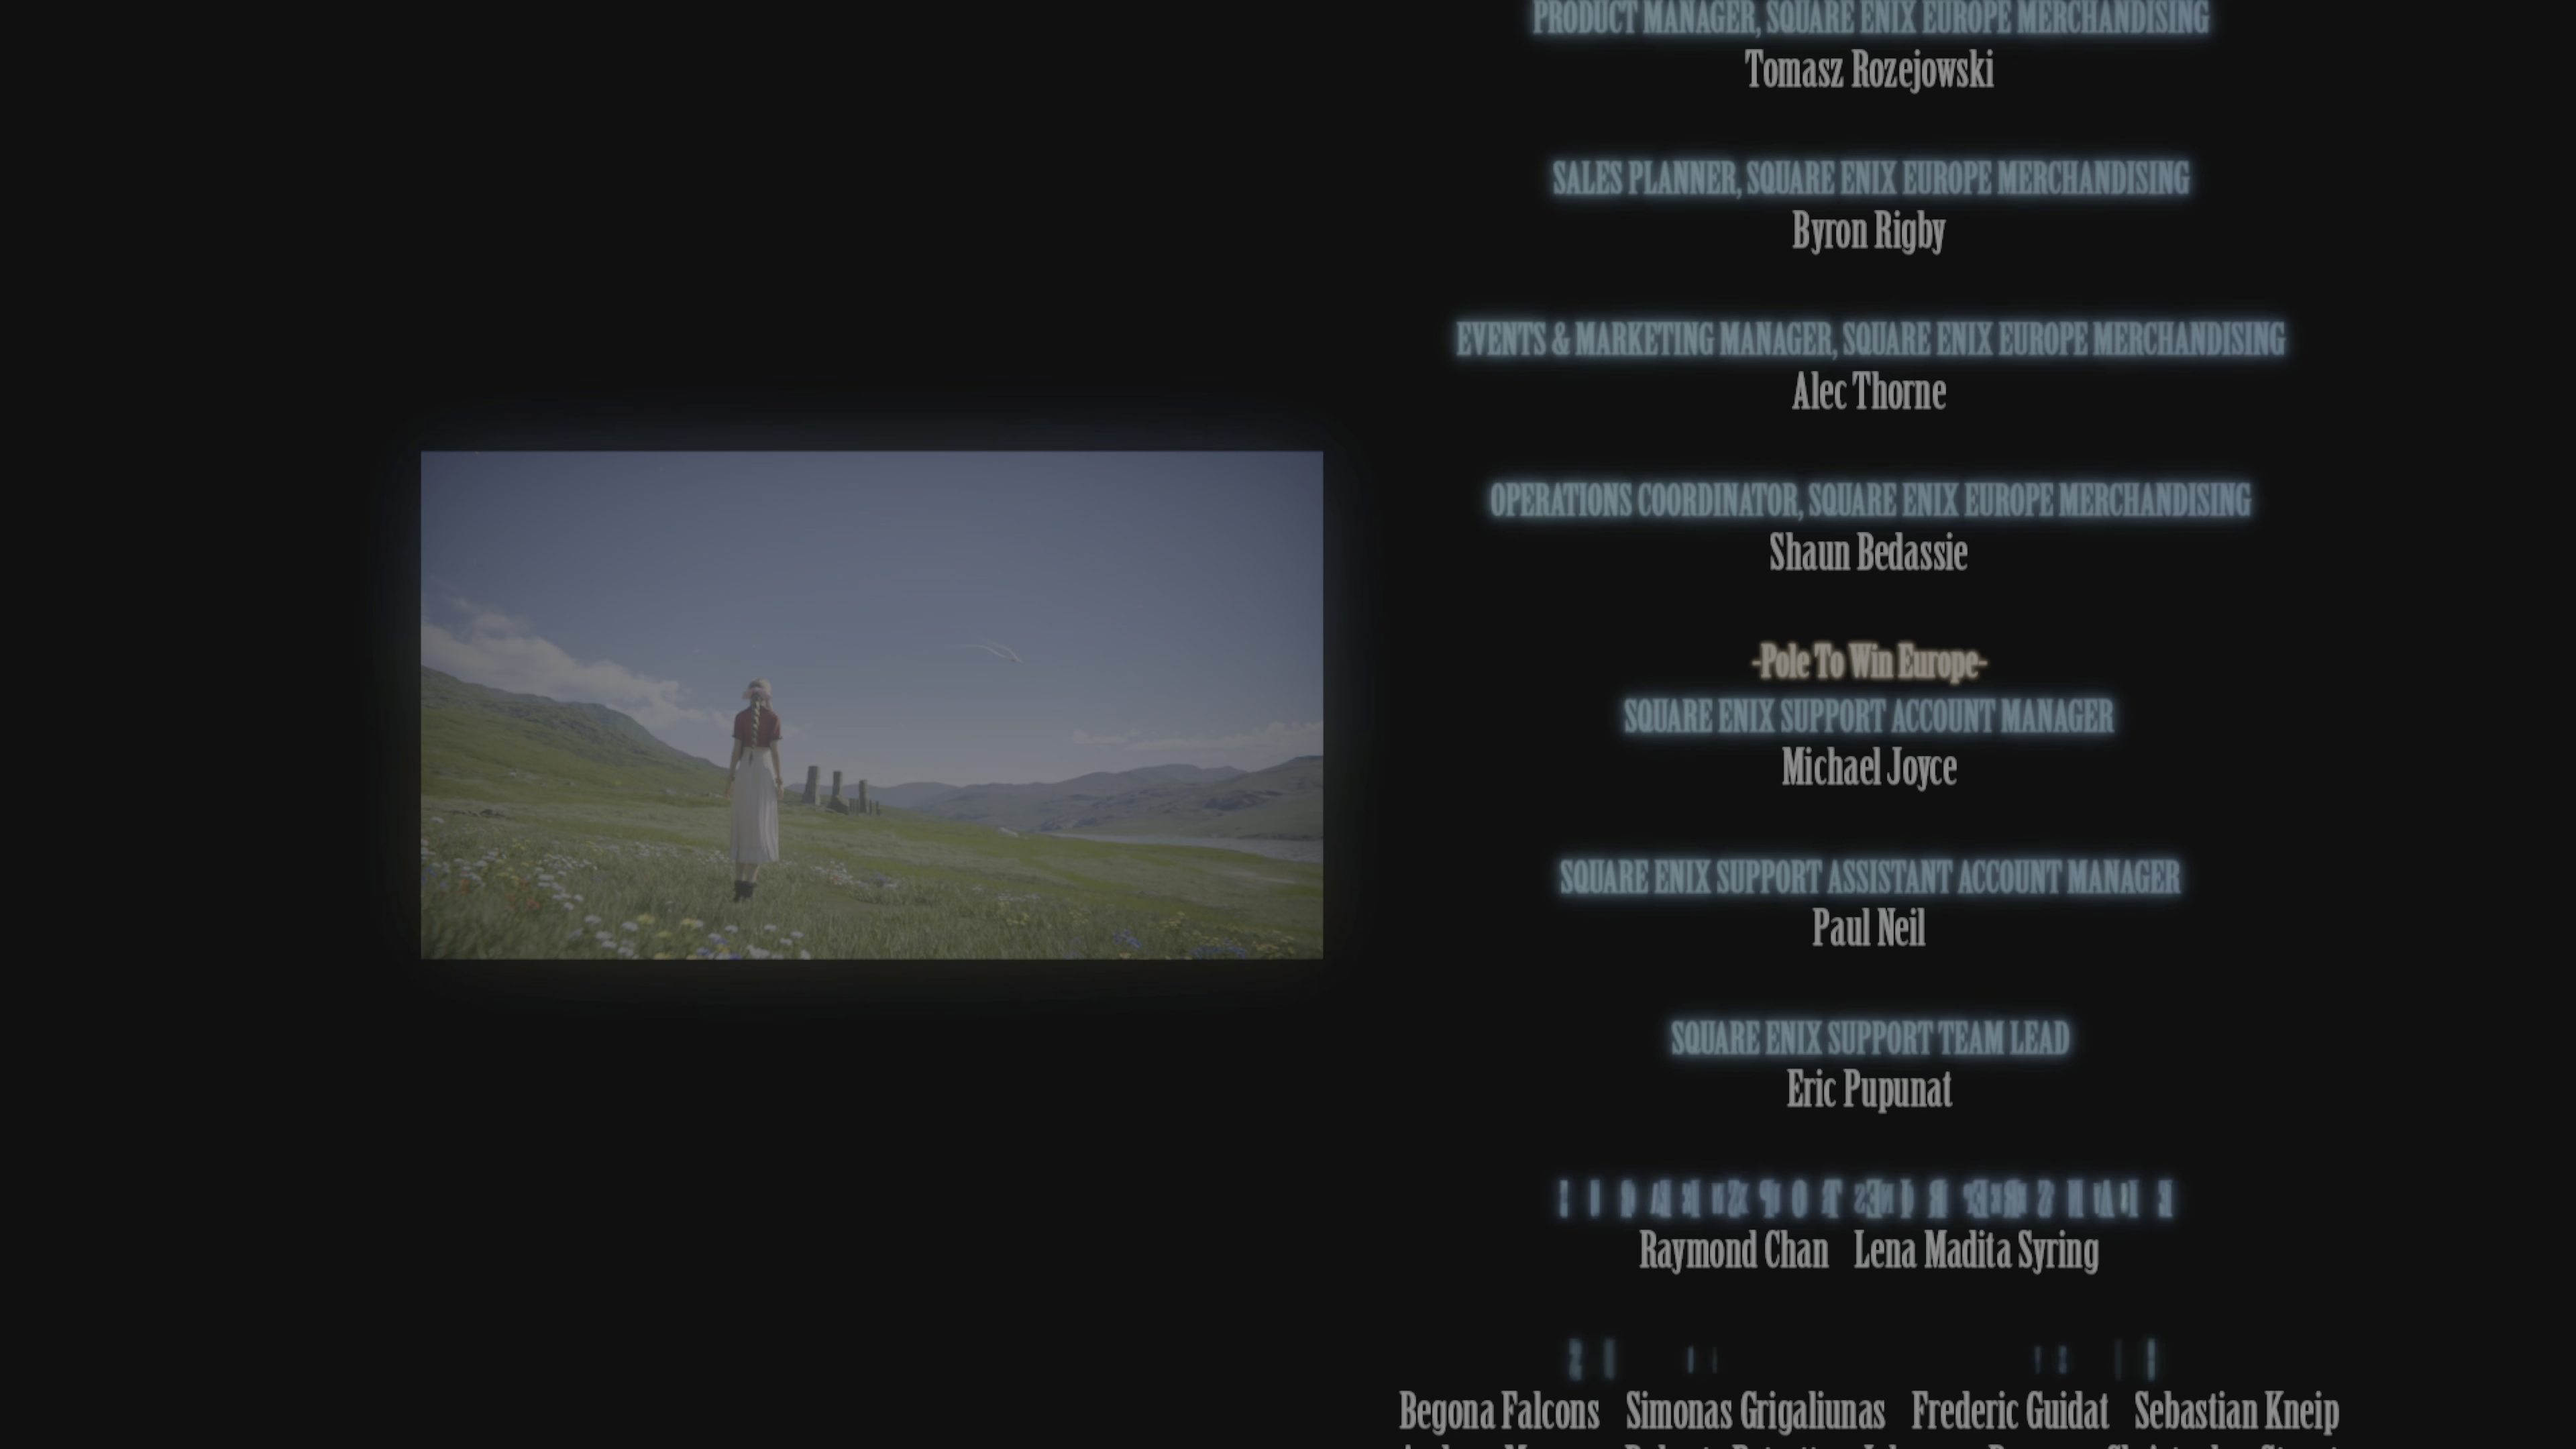 PRODUCT MANAGER, SQUARE ENIX EUROPE MERCHANDISING
Tomasz Rozejowski
SALES PLANNER, SQUARE ENIX EUROPE MERCHANDISING
Byron Rigby
EVENTS & MARKETING MANAGER, SQUARE ENIX EUROPE MERCHANDISING
Alec Thorne
OPERATIONS COORDINATOR, SQUARE ENIX EUROPE MERCHANDISING
Shaun Bedassie
-Pole To Win Europe-
SQUARE ENIX SUPPORT ACCOUNT MANAGER
Michael Joyce
SQUARE ENIX SUPPORT ASSISTANT ACCOUNT MANAGER
Paul Neil
SQUARE ENIX SUPPORT TEAM LEAD
Eric Pupunat
Raymond Chan Lena Madita Syring
Begona Falcons Simonas Grigaliunas Frederic Guidat Sebastian Kneip